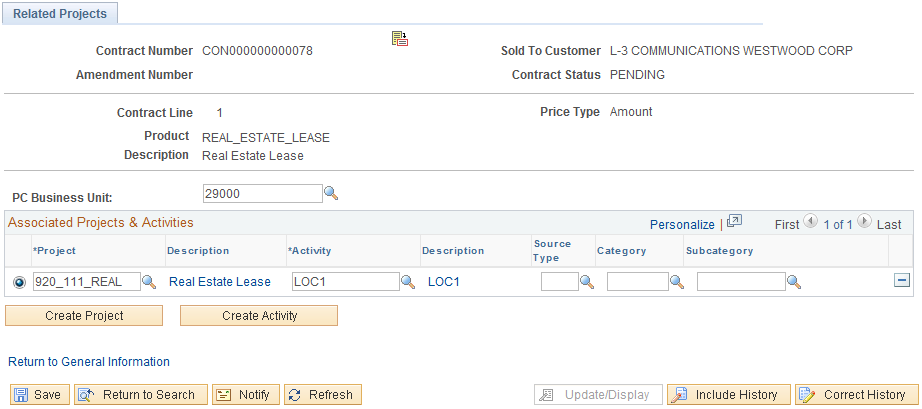 Related Projects
Contract Number CON000000000078 Sold To Customer L-3 COMMUNICATIONS WESTWOOD CORP
Amendment Number Contract Status PENDING
Contract Line 1 Price Type Amount
Product REAL_ESTATE_LEASE
Description Real Estate Lease
PC Business Unit: 29000
Associated Projects & Activities Personalize | First 1 of 1 Last
*Project Description *Activity Description Source Type Category Subcategory
920_111_REAL Real Estate Lease LOC1 LOC1
Create Project Create Activity
Return to General Information
Save Return to Search Notify Refresh Update/Display Include History Correct History